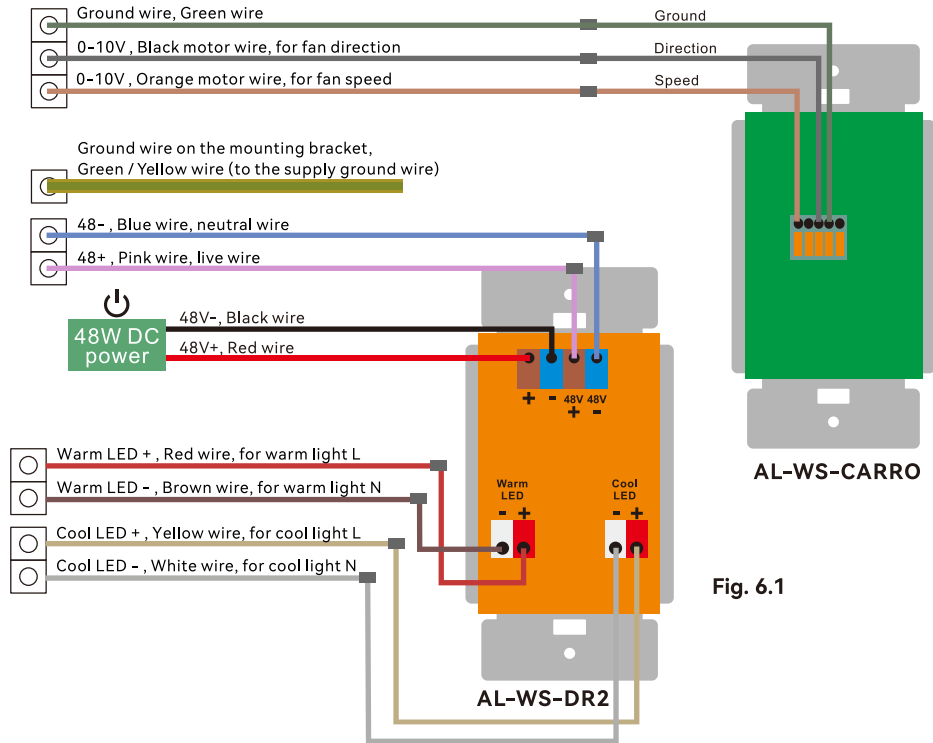 Ground wire, Green wire
Ground
0-10V , Black motor wire, for fan direction
Direction
0-10V , Orange motor wire, for fan speed
Speed
Ground wire on the mounting bracket,
Green / Yellow wire (to the supply ground wire)
48- , Blue wire, neutral wire
48+ , Pink wire, live wire
48W DC
power
48V-, Black wire
48V+, Red wire
+ - 48V 48V
+ -
AL-WS-CARRO
Warm LED + , Red wire, for warm light L
Warm LED - , Brown wire, for warm light N
Cool LED + , Yellow wire, for cool light L
Cool LED - , White wire, for cool light N
Warm
LED
- +
Cool
LED
- +
Fig. 6.1
AL-WS-DR2